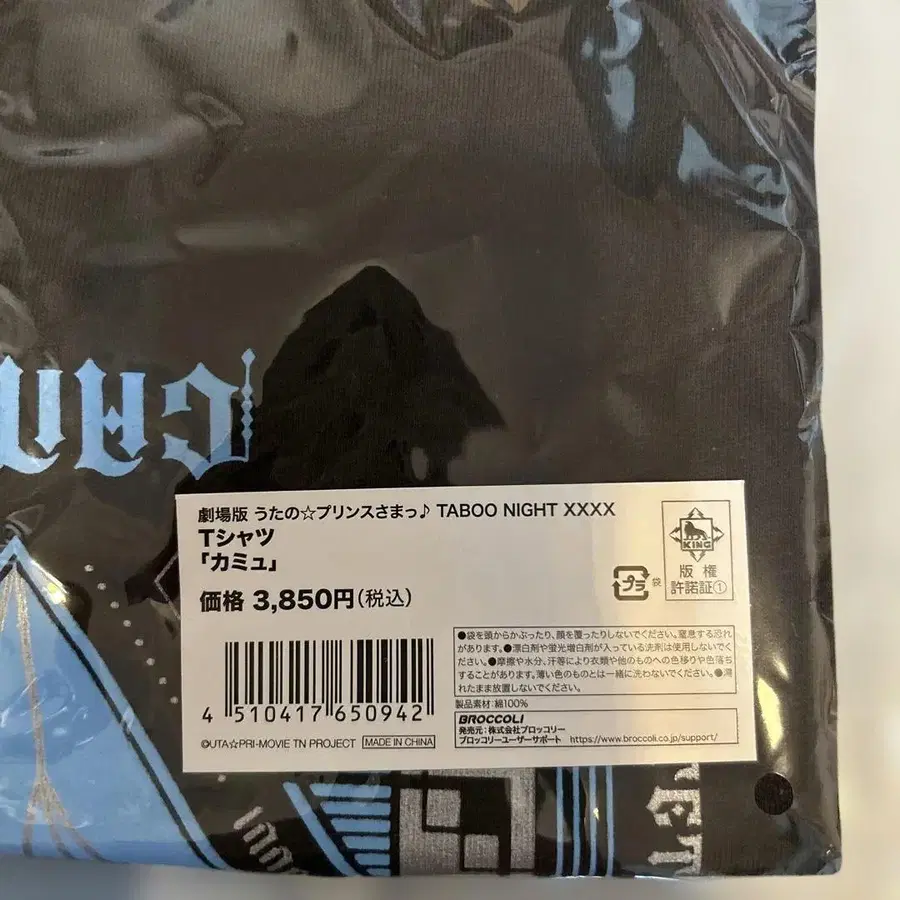 劇場版 うたの☆プリンスさまっ♪ TABOO NIGHT XXXX
Tシャツ
「カミュ」
価格 3,850円(税込)
プラ 袋
KING
版権
許諾証①
●袋を頭からかぶったり、顔を覆ったりしないでください。窒息する恐れ
があります。●漂白剤や蛍光増白剤が入っている洗剤は使用しないでくだ
さい。●摩擦や水分、汗等により衣類や他のものへの色移りや色落ち
することがあります。薄い色のものとは一緒に洗わないでください。●濡
れたまま放置しないでください。
製品素材:綿100%
4 510417 650942
BROCCOLI
発売元:株式会社ブロッコリー
ブロッコリーユーザーサポート https://www.broccoli.co.jp/support/
©UTA☆PRI-MOVIE TN PROJECT MADE IN CHINA